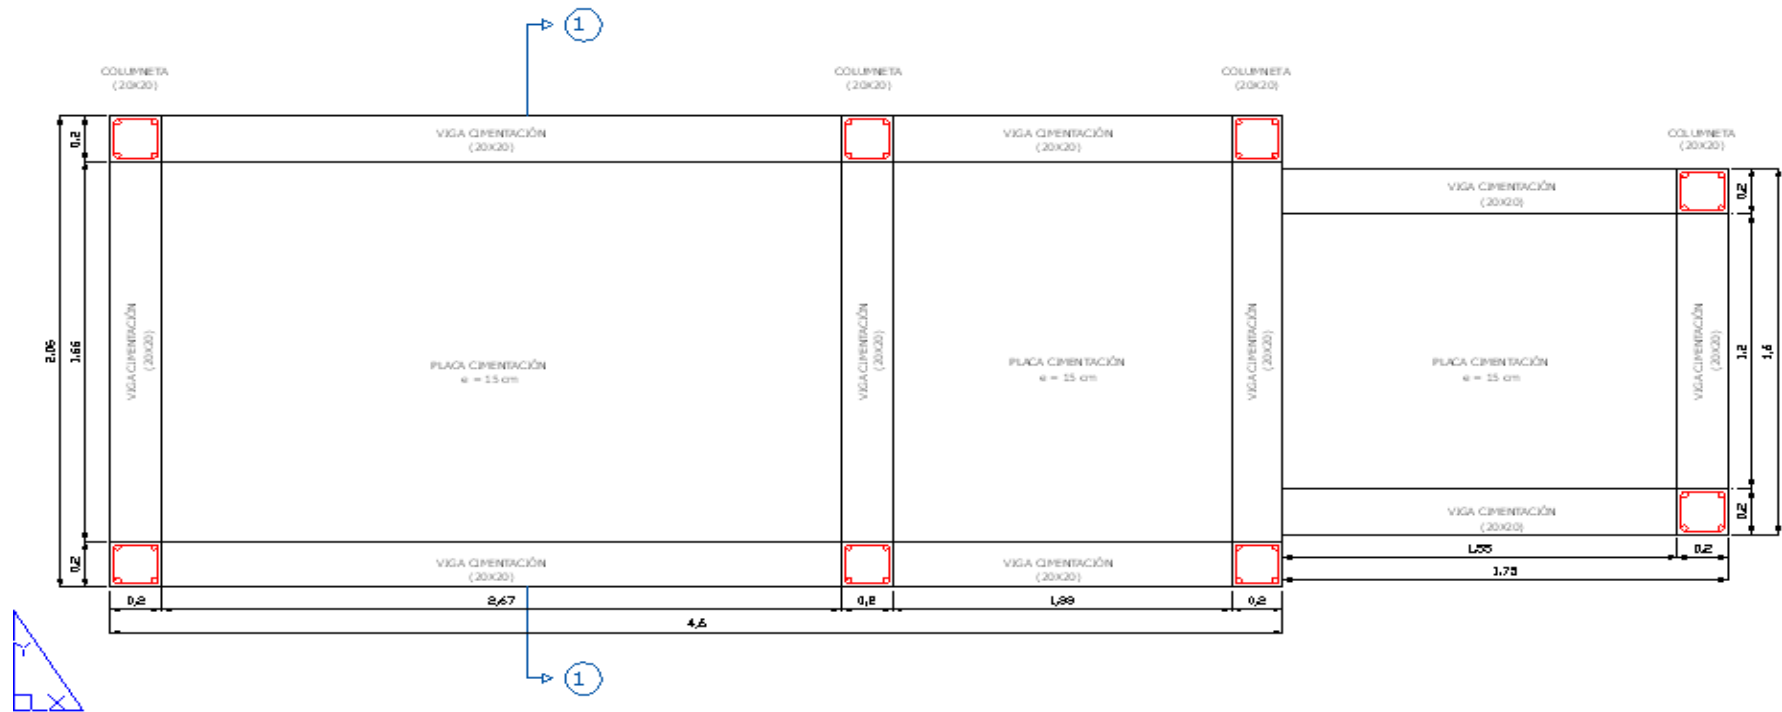 1
COLUMNETA
(20X20)
COLUMNETA
(20X20)
COLUMNETA
(20X20)
COLUMNETA
(20X20)
VIGA CIMENTACIÓN
(20X20)
VIGA CIMENTACIÓN
(20X20)
VIGA CIMENTACIÓN
(20X20)
0,2
0,2
2,06
1,66
VIGA CIMENTACIÓN
(20X20)
PLACA CIMENTACIÓN
e = 15 cm
VIGA CIMENTACIÓN
(20X20)
PLACA CIMENTACIÓN
e = 15 cm
VIGA CIMENTACIÓN
(20X20)
PLACA CIMENTACIÓN
e = 15 cm
VIGA CIMENTACIÓN
(20X20)
1,2
1,6
VIGA CIMENTACIÓN
(20X20)
0,2
0,2
VIGA CIMENTACIÓN
(20X20)
VIGA CIMENTACIÓN
(20X20)
1,55
0,2
1,75
0,2
2,67
0,2
1,33
0,2
4,6
1
Y
X